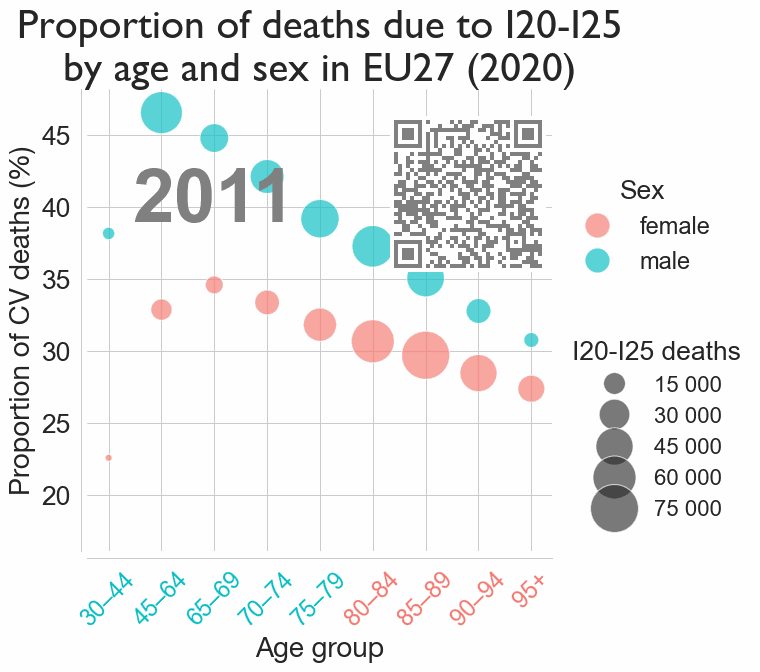 Proportion of deaths due to I20-I25
by age and sex in EU27 (2020)
Proportion of CV deaths (%)
45
40
35
30
25
20
2011
30–44
45–64
65–69
70–74
75–79
80–84
85–89
90–94
95+
Age group
Sex
female
male
I20-I25 deaths
15 000
30 000
45 000
60 000
75 000